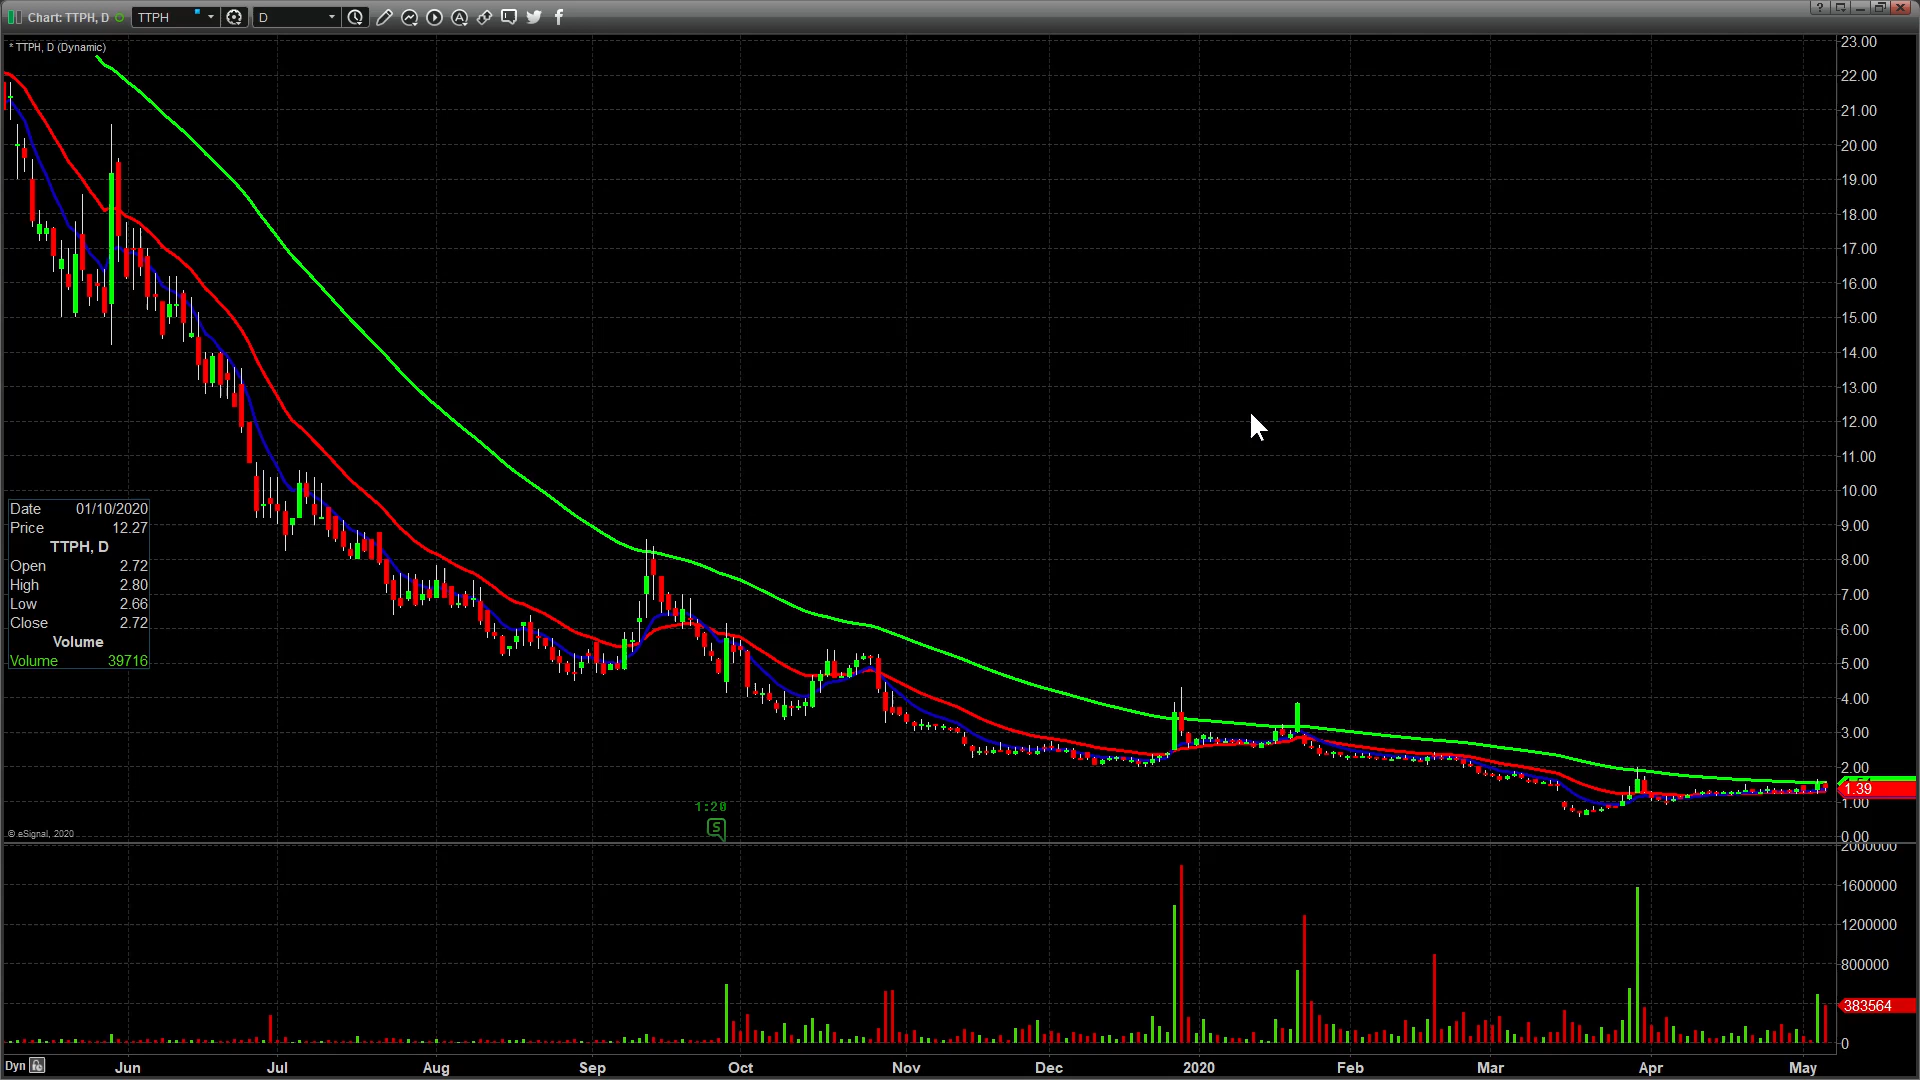 Chart: TTPH, D
TTPH
D
?
* TTPH, D (Dynamic)
23.00
22.00
21.00
20.00
19.00
18.00
17.00
16.00
15.00
14.00
13.00
12.00
11.00
10.00
9.00
8.00
7.00
6.00
5.00
4.00
3.00
2.00
1.39
1.00
0.00
Date 01/10/2020
Price 12.27
TTPH, D
Open 2.72
High 2.80
Low 2.66
Close 2.72
Volume
Volume 39716
1:20
S
© eSignal, 2020
2000000
1600000
1200000
800000
383564
0
Dyn
Jun Jul Aug Sep Oct Nov Dec 2020 Feb Mar Apr May